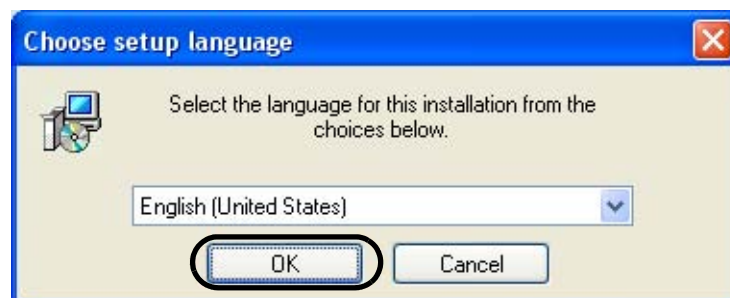 Choose setup language
Select the language for this installation from the
choices below.
English (United States)
OK
Cancel